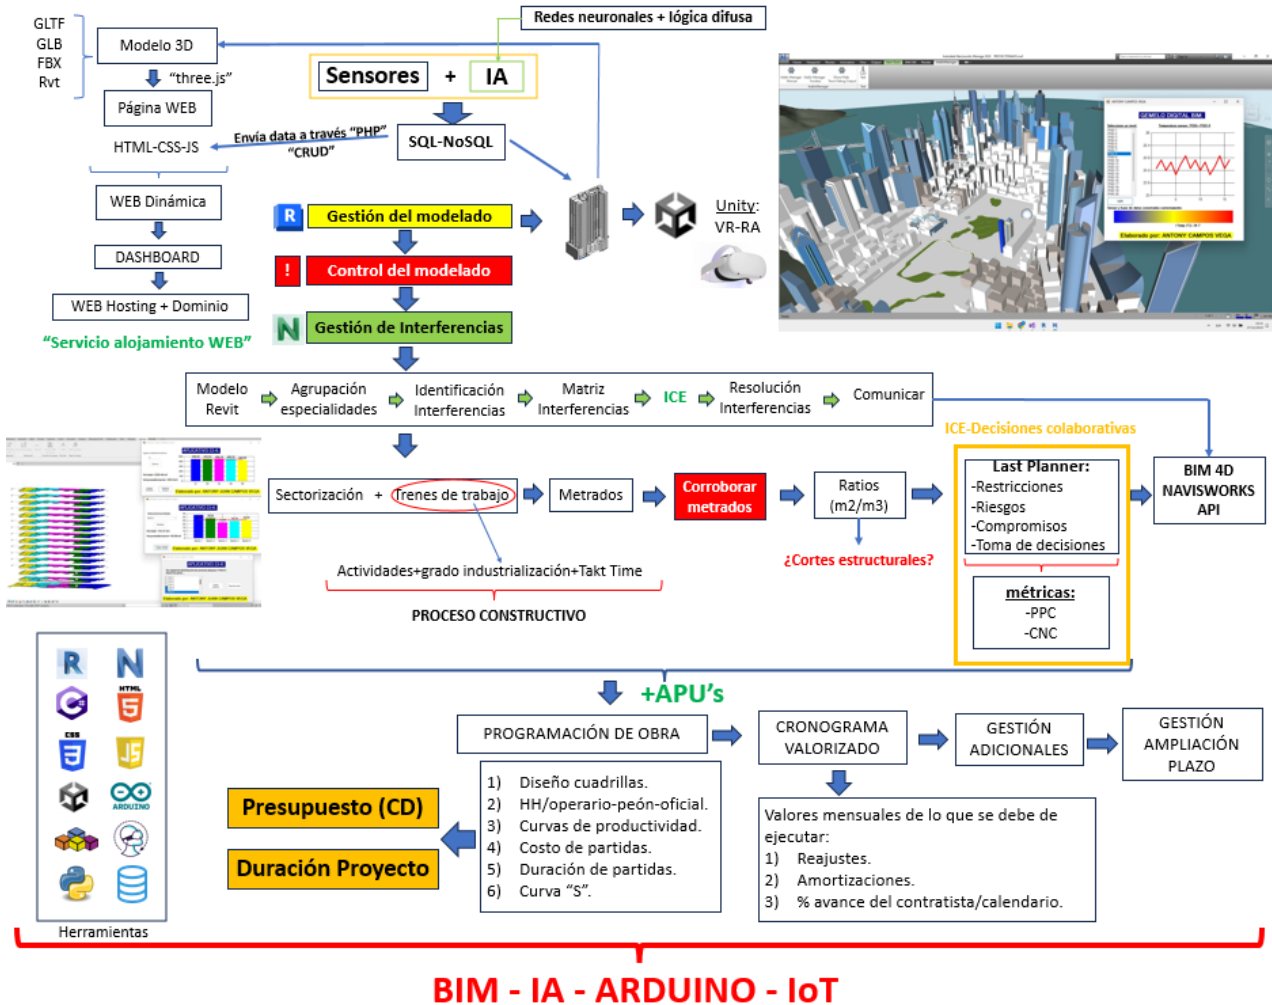 Redes neuronales + lógica difusa
GLTF
GLB
FBX
Rvt
Modelo 3D
“three.js”
Página WEB
HTML-CSS-JS
Sensores + IA
Envía data a través “PHP”
“CRUD”
SQL-NoSQL
WEB Dinámica
DASHBOARD
WEB Hosting + Dominio
“Servicio alojamiento WEB”
R
Gestión del modelado
!
Control del modelado
N
Gestión de Interferencias
Unity:
VR-RA
ANTONY CAMPOS VEGA
GEMELO DIGITAL BIM
Elaborado por: ANTONY CAMPOS VEGA
Modelo
Revit
Agrupación
especialidades
Identificación
Interferencias
Matriz
Interferencias
ICE
Resolución
Interferencias
Comunicar
ICE-Decisiones colaborativas
Sectorización + Trenes de trabajo
Metrados
Corroborar
metrados
Ratios
(m2/m3)
¿Cortes estructurales?
Last Planner:
-Restricciones
-Riesgos
-Compromisos
-Toma de decisiones
métricas:
-PPC
-CNC
BIM 4D
NAVISWORKS
API
Actividades+grado industrialización+Takt Time
PROCESO CONSTRUCTIVO
+APU’s
R
N
HTML
CSS
JS
ARDUINO
Herramientas
PROGRAMACIÓN DE OBRA
CRONOGRAMA
VALORIZADO
GESTIÓN
ADICIONALES
GESTIÓN
AMPLIACIÓN
PLAZO
1) Diseño cuadrillas.
2) HH/operario-peón-oficial.
3) Curvas de productividad.
4) Costo de partidas.
5) Duración de partidas.
6) Curva “S”.
Presupuesto (CD)
Duración Proyecto
Valores mensuales de lo que se debe de
ejecutar:
1) Reajustes.
2) Amortizaciones.
3) % avance del contratista/calendario.
BIM - IA - ARDUINO - IoT